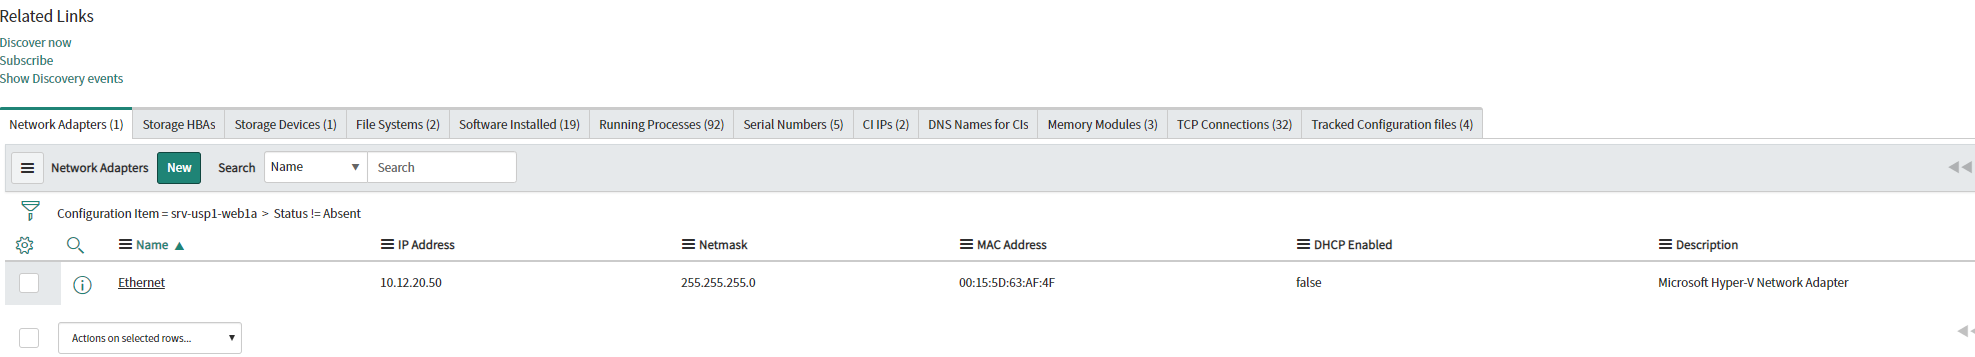 Related Links
Discover now
Subscribe
Show Discovery events
Network Adapters (1) Storage HBAs Storage Devices (1) File Systems (2) Software Installed (19) Running Processes (92) Serial Numbers (5) CI IPs (2) DNS Names for CIs Memory Modules (3) TCP Connections (32) Tracked Configuration files (4)
Network Adapters New Search Name Search
Configuration Item = srv-usp1-web1a > Status != Absent
Name IP Address Netmask MAC Address DHCP Enabled Description
Ethernet 10.12.20.50 255.255.255.0 00:15:5D:63:AF:4F false Microsoft Hyper-V Network Adapter
Actions on selected rows...